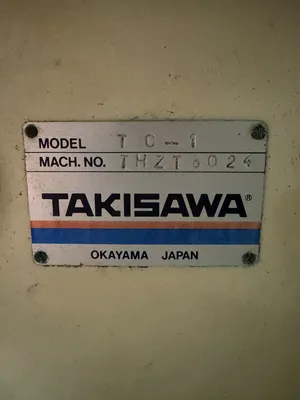 MODEL TC-1
MACH. NO. THZT6024
TAKISAWA®
OKAYAMA JAPAN